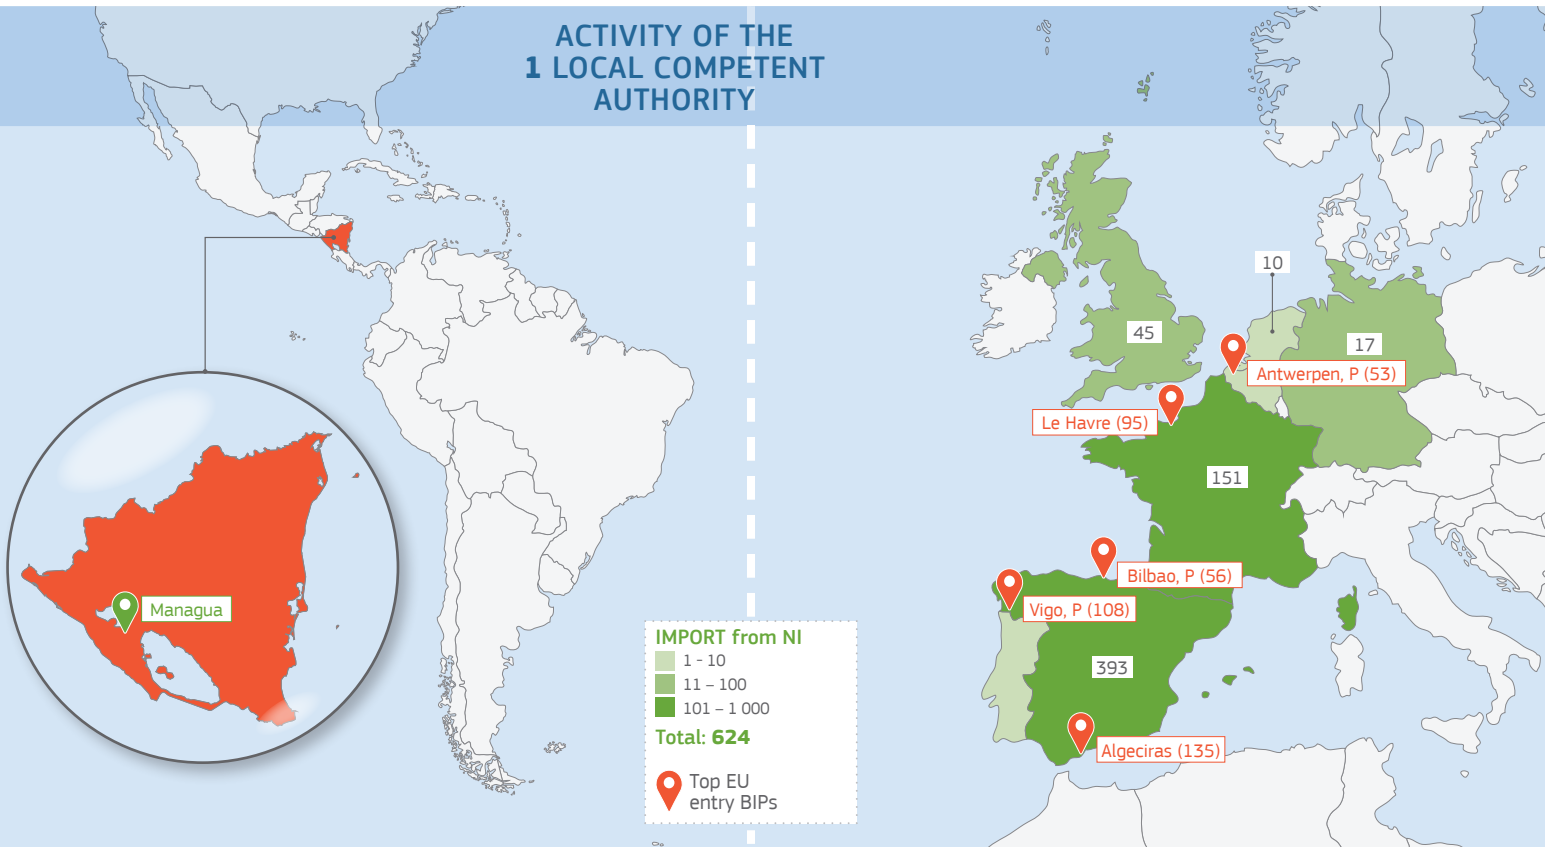 ACTIVITY OF THE
1 LOCAL COMPETENT
AUTHORITY
10
45
17
Antwerpen, P (53)
Le Havre (95)
151
Bilbao, P (56)
Vigo, P (108)
Managua
393
Algeciras (135)
IMPORT from NI
1 - 10
11 – 100
101 – 1 000
Total: 624
Top EU
entry BIPs